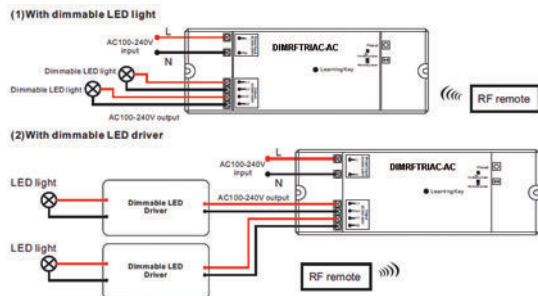 (1)With dimmable LED light
L
AC100-240V
input
N
DIMRFTRIAC-AC
Learning Key
Dimmable LED light
Dimmable LED light
AC100-240V output
RF remote
(2)With dimmable LED driver
L
AC100-240V
input
N
DIMRFTRIAC-AC
Learning Key
LED light
Dimmable LED
Driver
AC100-240V output
LED light
Dimmable LED
Driver
RF remote